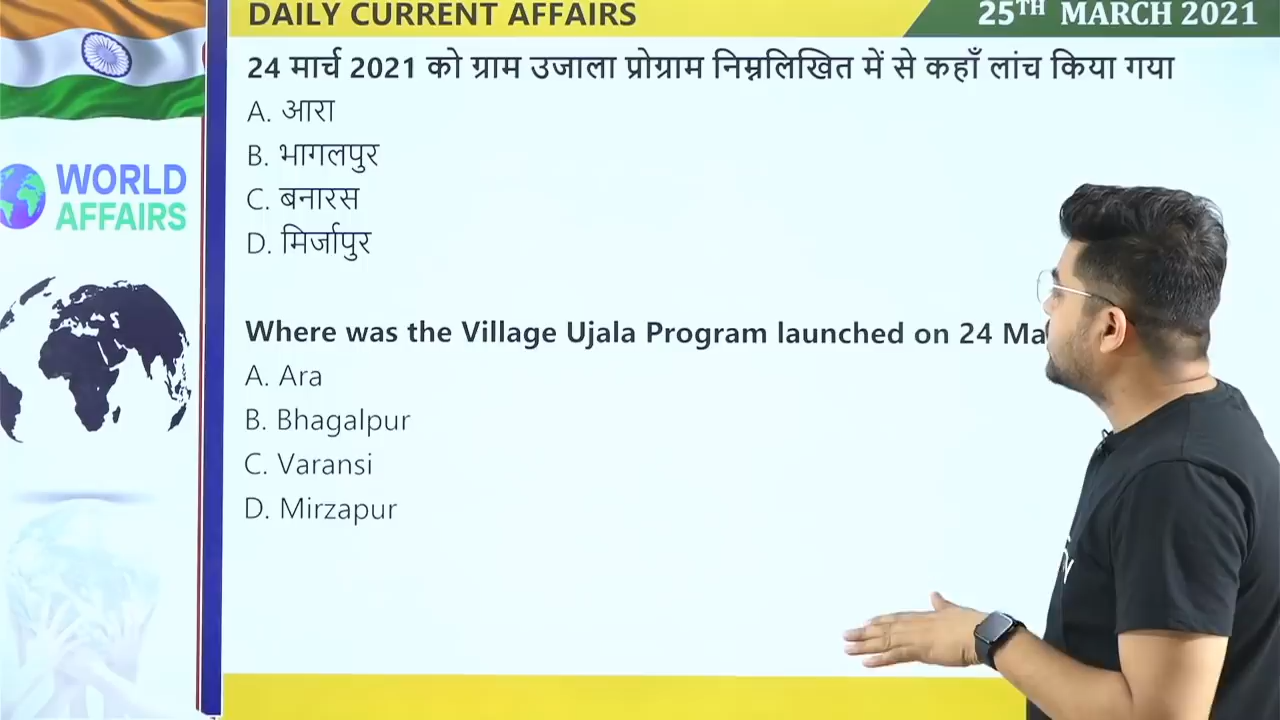 DAILY CURRENT AFFAIRS
25TH MARCH 2021
24 मार्च 2021 को ग्राम उजाला प्रोग्राम निम्नलिखित में से कहाँ लांच किया गया
A. आरा
B. भागलपुर
C. बनारस
D. मिर्जापुर
WORLD
AFFAIRS
Where was the Village Ujala Program launched on 24 Ma
A. Ara
B. Bhagalpur
C. Varansi
D. Mirzapur